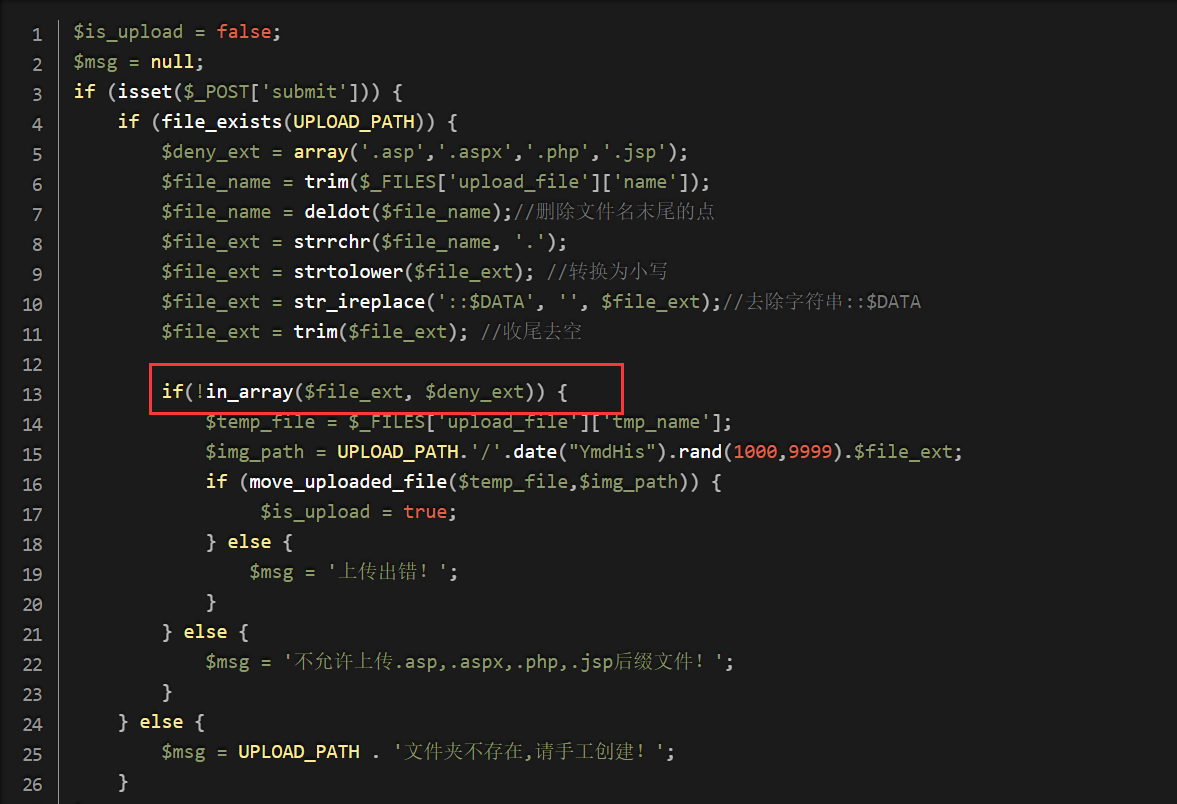 1 $is_upload = false;
2 $msg = null;
3 if (isset($_POST['submit'])) {
4     if (file_exists(UPLOAD_PATH)) {
5         $deny_ext = array('.asp','.aspx','.php','.jsp');
6         $file_name = trim($_FILES['upload_file']['name']);
7         $file_name = deldot($file_name);//删除文件名末尾的点
8         $file_ext = strrchr($file_name, '.');
9         $file_ext = strtolower($file_ext); //转换为小写
10         $file_ext = str_ireplace('::$DATA', '', $file_ext);//去除字符串::$DATA
11         $file_ext = trim($file_ext); //收尾去空
12
13         if(!in_array($file_ext, $deny_ext)) {
14             $temp_file = $_FILES['upload_file']['tmp_name'];
15             $img_path = UPLOAD_PATH.'/'.date("YmdHis").rand(1000,9999).$file_ext;
16             if (move_uploaded_file($temp_file,$img_path)) {
17                  $is_upload = true;
18             } else {
19                 $msg = '上传出错！';
20             }
21         } else {
22             $msg = '不允许上传.asp,.aspx,.php,.jsp后缀文件！';
23         }
24     } else {
25         $msg = UPLOAD_PATH . '文件夹不存在,请手工创建！';
26     }